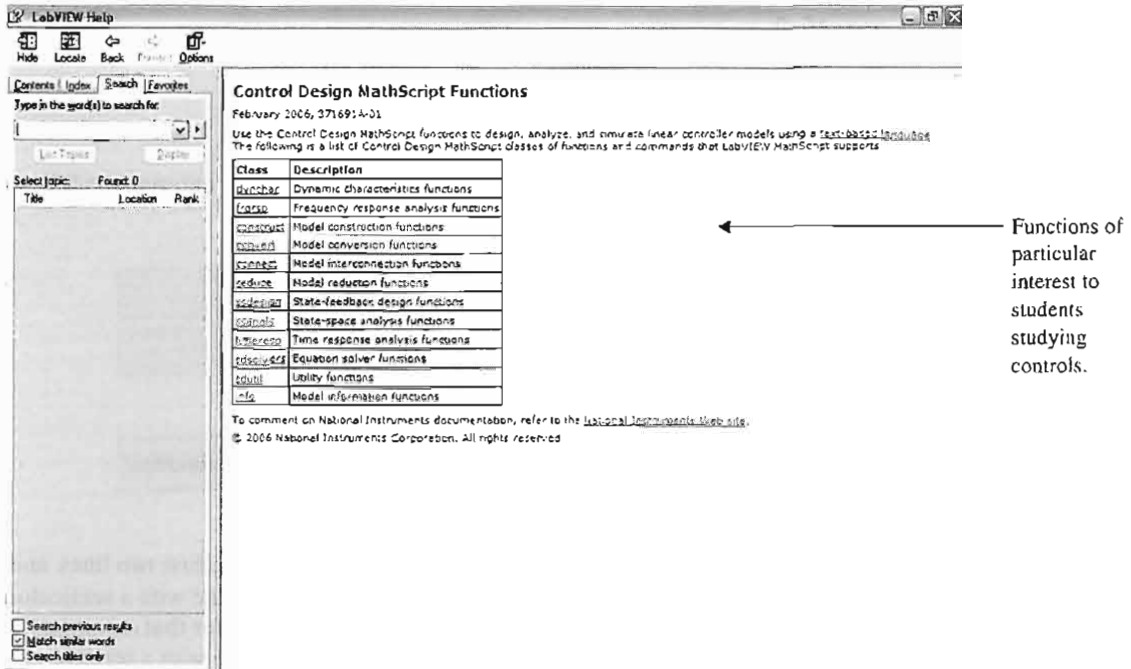 LabVIEW Help
Hide Locate Back Options
Contents Index Search Favorites
Type in the word(s) to search for:
List Topics Display
Select topic: Found: 0
Title Location Rank
Search previous results
Match similar words
Search titles only
Control Design MathScript Functions
February 2006, 371691A-01
Use the Control Design MathScript functions to design, analyze, and simulate linear controller models using a text-based language
The following is a list of Control Design MathScript classes of functions and commands that LabVIEW MathScript supports
Class Description
dynchar Dynamic characteristics functions
frqrsp Frequency response analysis functions
construct Model construction functions
convert Model conversion functions
connect Model interconnection functions
reduce Model reduction functions
ssdesign State-feedback design functions
ssanals State-space analysis functions
timeresp Time response analysis functions
cdsolvers Equation solver functions
cdutil Utility functions
info Model information functions
To comment on National Instruments documentation, refer to the National Instruments Web site.
© 2006 National Instruments Corporation. All rights reserved
Functions of
particular
interest to
students
studying
controls.